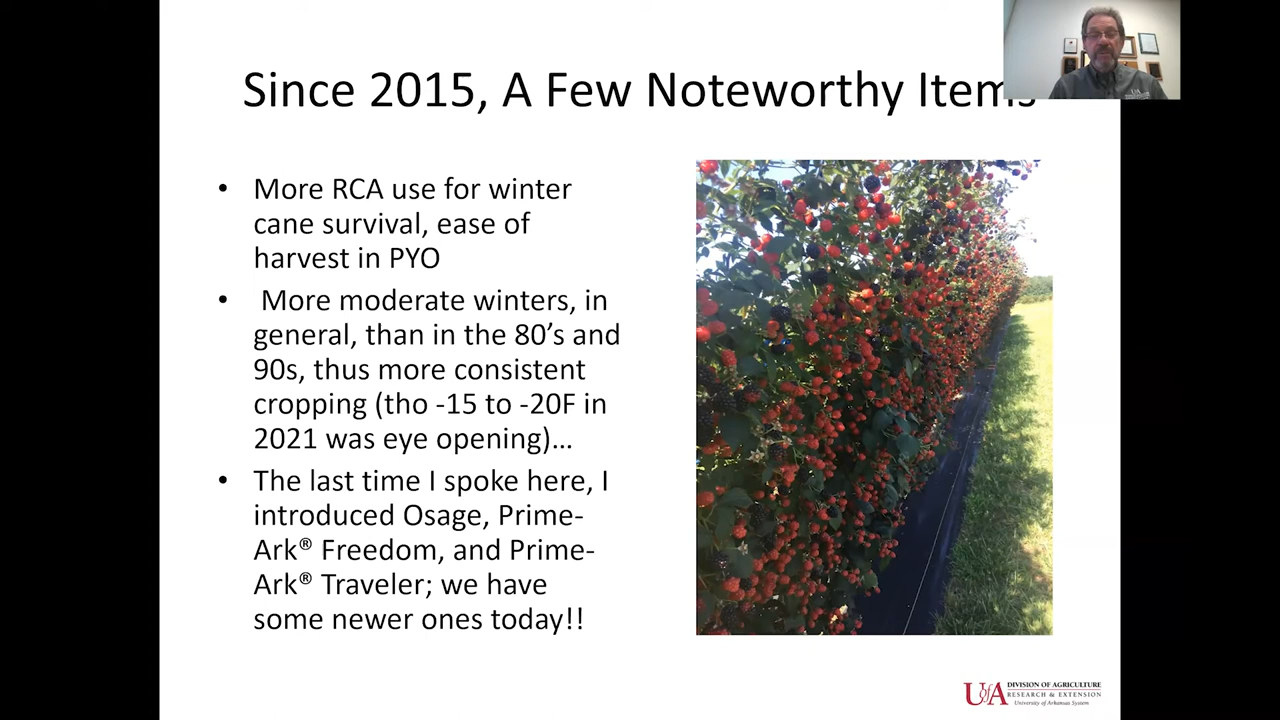 Since 2015, A Few Noteworthy Items
• More RCA use for winter
cane survival, ease of
harvest in PYO
• More moderate winters, in
general, than in the 80’s and
90s, thus more consistent
cropping (tho -15 to -20F in
2021 was eye opening)…
• The last time I spoke here, I
introduced Osage, Prime-
Ark® Freedom, and Prime-
Ark® Traveler; we have
some newer ones today!!
UofA DIVISION OF AGRICULTURE
RESEARCH & EXTENSION
University of Arkansas System